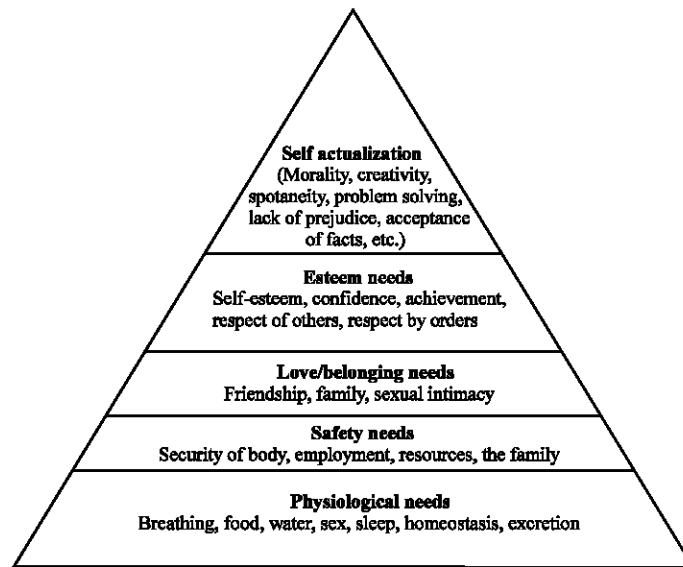 Self actualization
(Morality, creativity,
spotaneity, problem solving,
lack of prejudice, acceptance
of facts, etc.)
Esteem needs
Self-esteem, confidence, achievement,
respect of others, respect by orders
Love/belonging needs
Friendship, family, sexual intimacy
Safety needs
Security of body, employment, resources, the family
Physiological needs
Breathing, food, water, sex, sleep, homeostasis, excretion